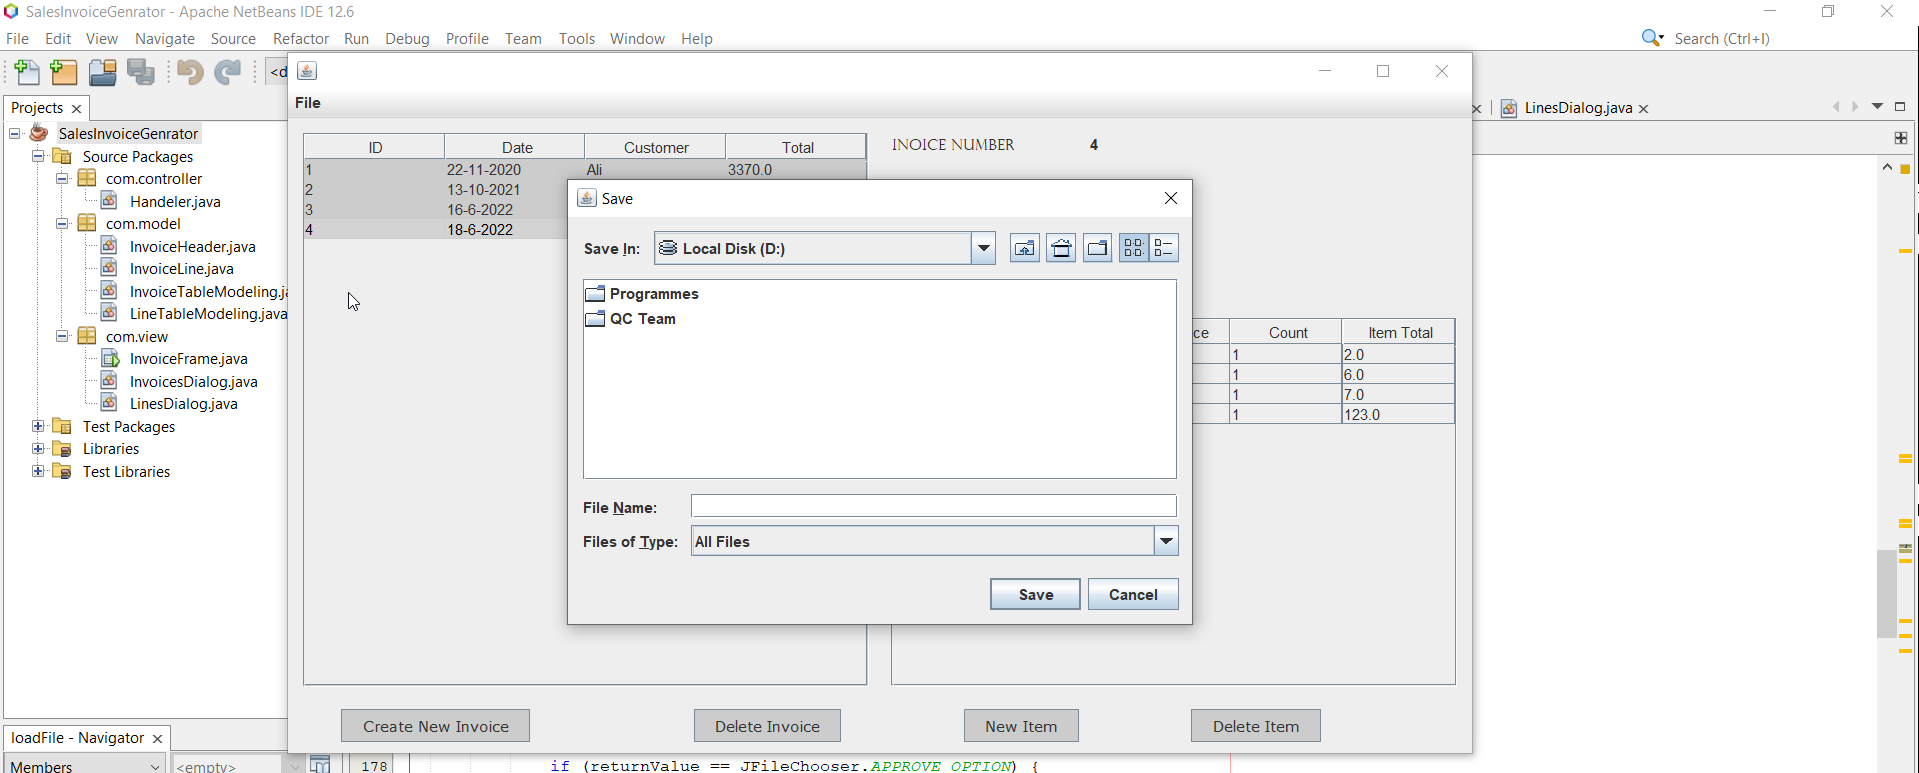 SalesInvoiceGenrator - Apache NetBeans IDE 12.6
File Edit View Navigate Source Refactor Run Debug Profile Team Tools Window Help
Search (Ctrl+I)
<d
File
Projects
LinesDialog.java
SalesInvoiceGenrator
Source Packages
com.controller
Handeler.java
com.model
InvoiceHeader.java
InvoiceLine.java
InvoiceTableModeling.ja
LineTableModeling.java
com.view
InvoiceFrame.java
InvoicesDialog.java
LinesDialog.java
Test Packages
Libraries
Test Libraries
ID Date Customer Total
1 22-11-2020 Ali 3370.0
2 13-10-2021
3 16-6-2022
4 18-6-2022
INOICE NUMBER 4
Save
Save In: Local Disk (D:)
Programmes
QC Team
File Name:
Files of Type: All Files
Save Cancel
ce Count Item Total
1 2.0
1 6.0
1 7.0
1 123.0
Create New Invoice Delete Invoice New Item Delete Item
loadFile - Navigator
Members <empty>
178 if (returnValue == JFileChooser.APPROVE_OPTION) {